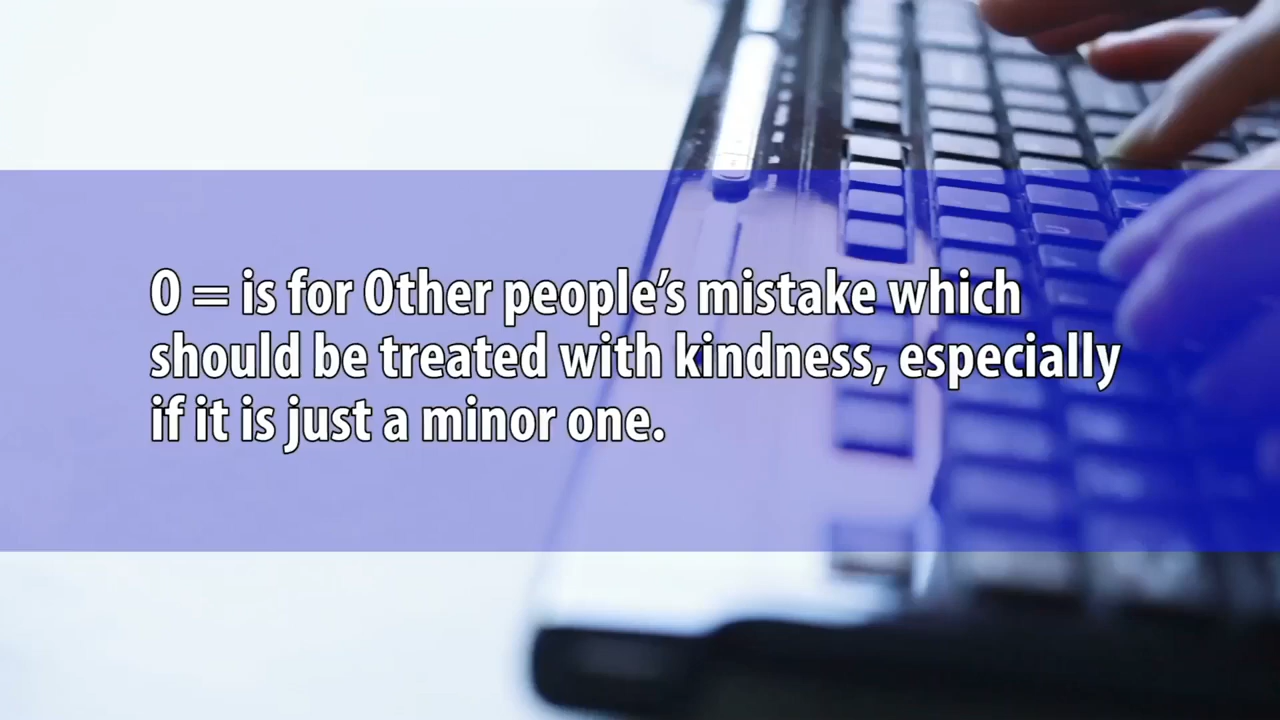 O = is for Other people’s mistake which
should be treated with kindness, especially
if it is just a minor one.